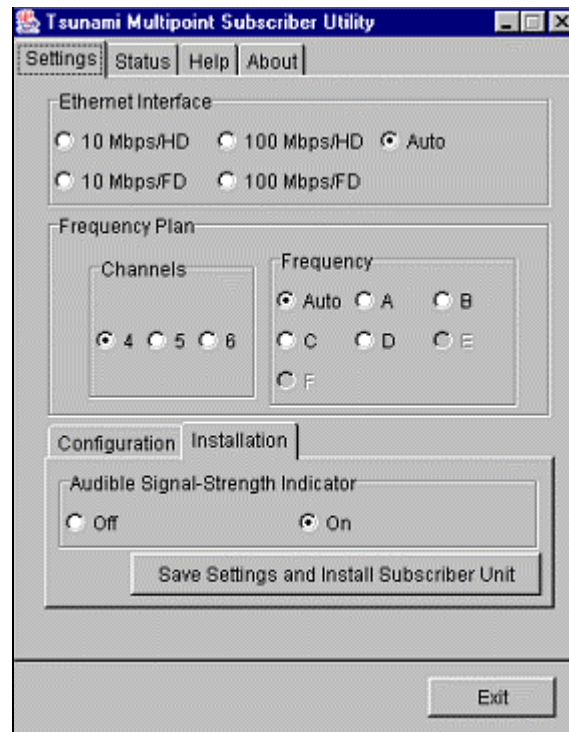 Tsunami Multipoint Subscriber Utility
Settings Status Help About
Ethernet Interface
10 Mbps/HD 100 Mbps/HD Auto
10 Mbps/FD 100 Mbps/FD
Frequency Plan
Channels
4 5 6
Frequency
Auto A B
C D E
F
Configuration Installation
Audible Signal-Strength Indicator
Off On
Save Settings and Install Subscriber Unit
Exit